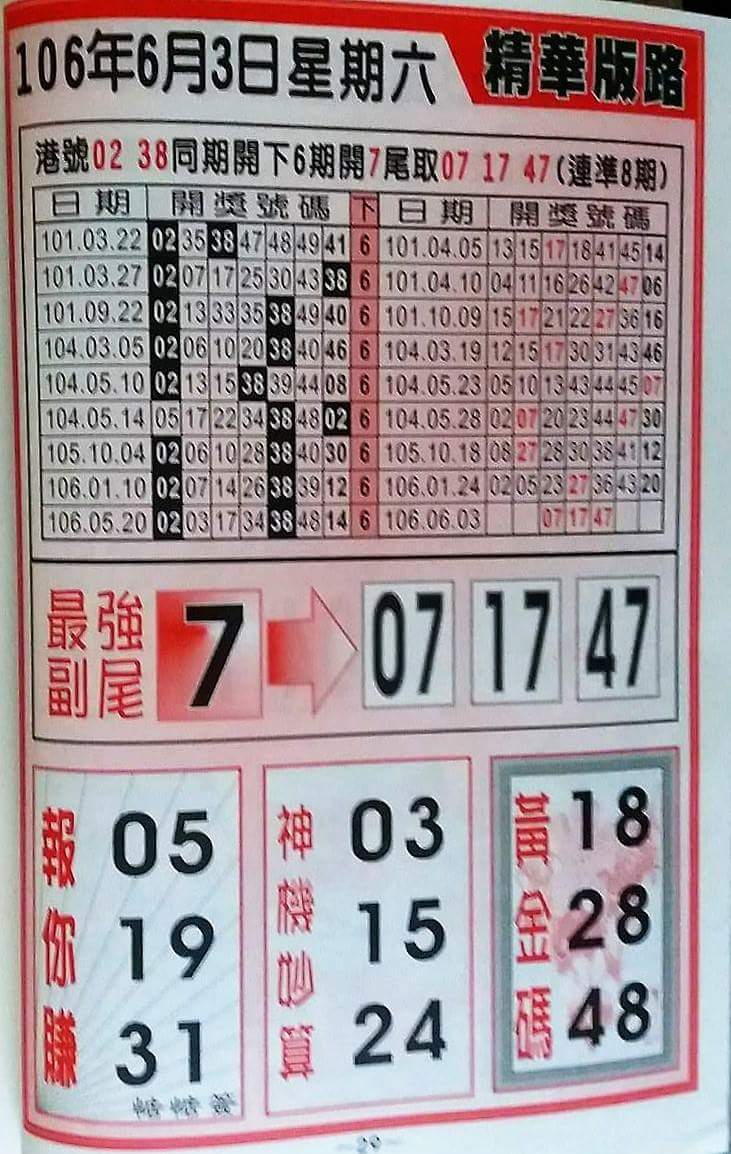 106年6月3日星期六 精華版路
港號02 38同期開下6期開7尾取07 17 47(連準8期)
日期 開獎號碼 下 日期 開獎號碼
101.03.22 02 35 38 47 48 49 41 6 101.04.05 13 15 17 18 41 45 14
101.03.27 02 07 17 25 30 43 38 6 101.04.10 04 11 16 26 42 47 06
101.09.22 02 13 33 35 38 49 40 6 101.10.09 15 17 21 22 27 36 16
104.03.05 02 06 10 20 38 40 46 6 104.03.19 12 15 17 30 31 43 46
104.05.10 02 13 15 38 39 44 08 6 104.05.23 05 10 13 43 44 45 07
104.05.14 05 17 22 34 38 48 02 6 104.05.28 02 07 20 23 44 47 30
105.10.04 02 06 10 28 38 40 30 6 105.10.18 08 27 28 30 36 41 12
106.01.10 02 07 14 26 38 39 12 6 106.01.24 02 05 23 27 36 43 20
106.05.20 02 03 17 34 38 48 14 6 106.06.03 07 17 47
最強
副尾
7 07 17 47
報你賺
05
19
31
神機妙算
03
15
24
黃金碼
18
28
48
29